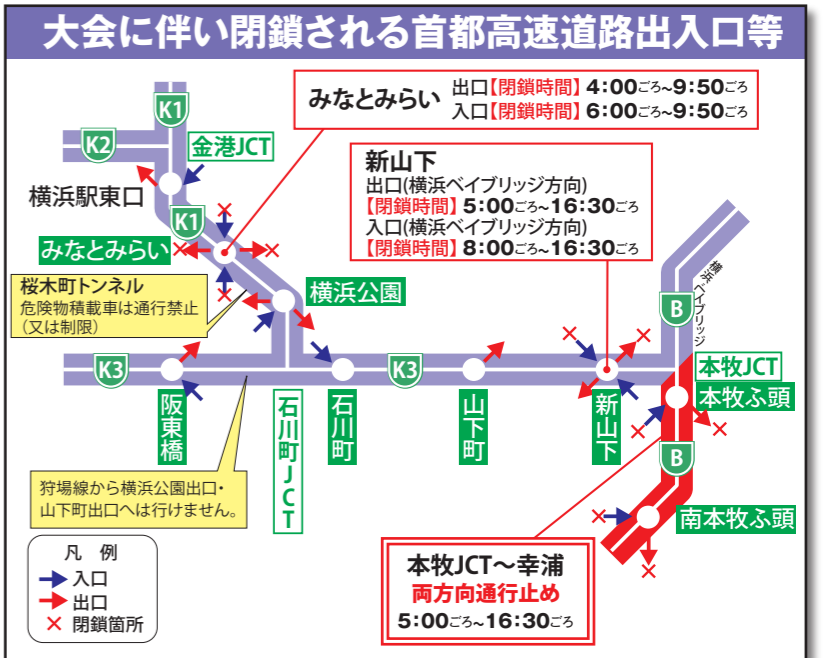 大会に伴い閉鎖される首都高速道路出入口等
みなとみらい
出口【閉鎖時間】4:00ごろ~9:50ごろ
入口【閉鎖時間】6:00ごろ~9:50ごろ
K1
K2
金港JCT
新山下
出口(横浜ベイブリッジ方向)
【閉鎖時間】5:00ごろ~16:30ごろ
入口(横浜ベイブリッジ方向)
【閉鎖時間】8:00ごろ~16:30ごろ
横浜駅東口
K1
みなとみらい
桜木町トンネル
危険物積載車は通行禁止
(又は制限)
横浜公園
横浜ベイブリッジ
B
K3
K3
本牧JCT
本牧ふ頭
阪東橋
石川町JCT
石川町
山下町
新山下
B
狩場線から横浜公園出口・
山下町出口へは行けません。
南本牧ふ頭
凡 例
入口
出口
閉鎖箇所
本牧JCT~幸浦
両方向通行止め
5:00ごろ~16:30ごろ